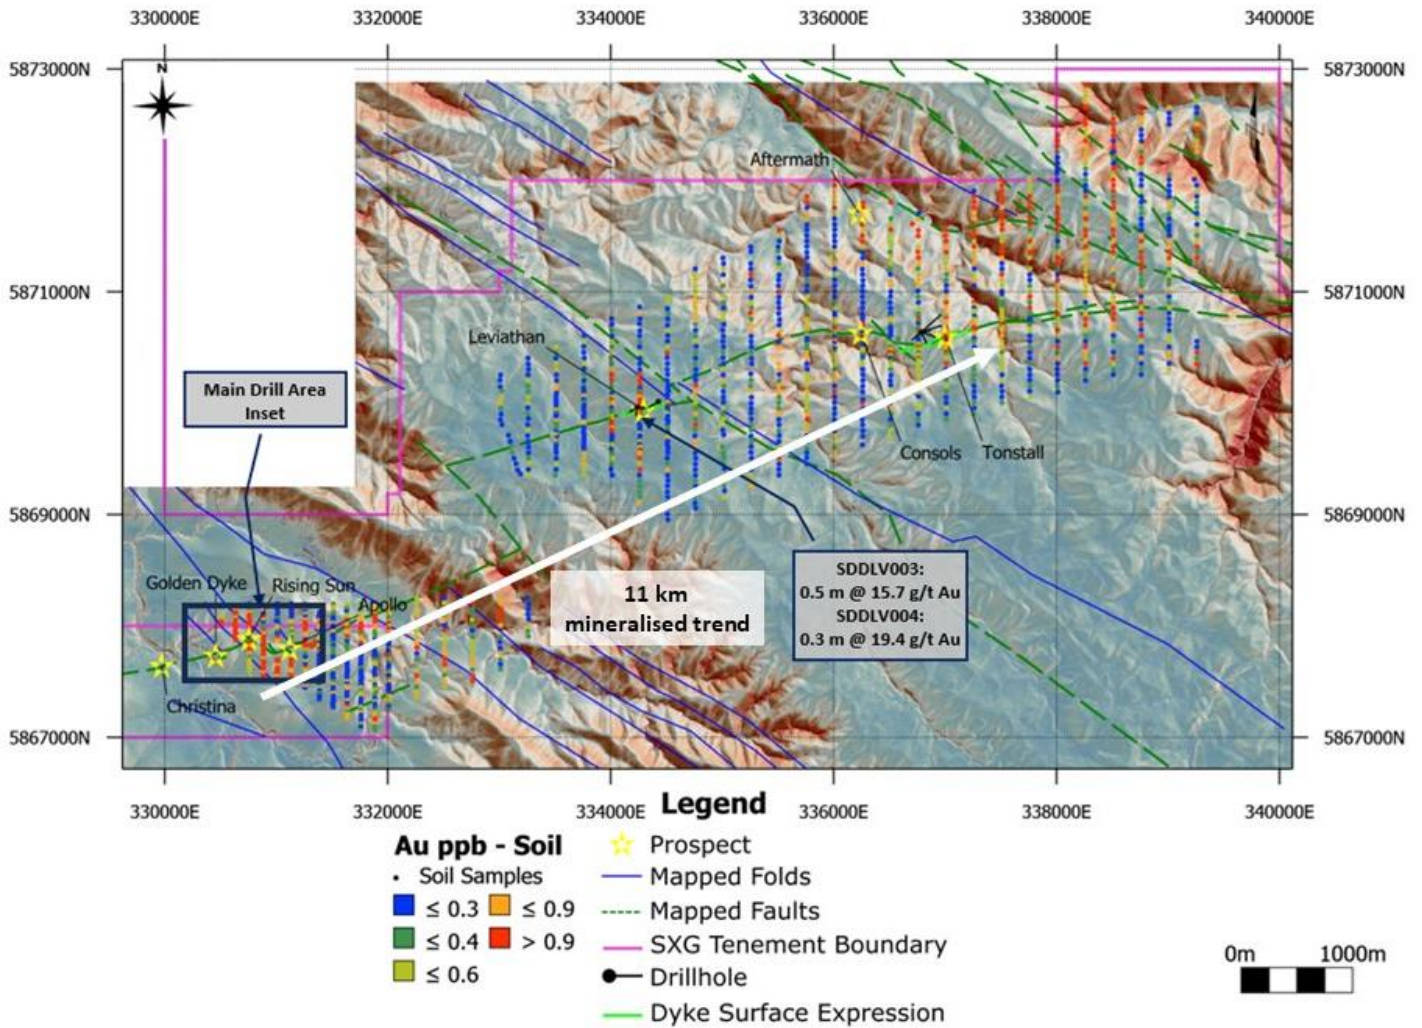 330000E 332000E 334000E 336000E 338000E 340000E
5873000N 5873000N
N
Aftermath
5871000N 5871000N
Leviathan
Main Drill Area
Inset
Consols Tonstall
5869000N 5869000N
SDDLV003:
0.5 m @ 15.7 g/t Au
SDDLV004:
0.3 m @ 19.4 g/t Au
Golden Dyke Rising Sun
Apollo
11 km
mineralised trend
Christina
5867000N 5867000N
330000E 332000E 334000E 336000E 338000E 340000E
Legend
Au ppb - Soil
Soil Samples
≤ 0.3 ≤ 0.9
≤ 0.4 > 0.9
≤ 0.6
Prospect
Mapped Folds
Mapped Faults
SXG Tenement Boundary
Drillhole
Dyke Surface Expression
0m 1000m